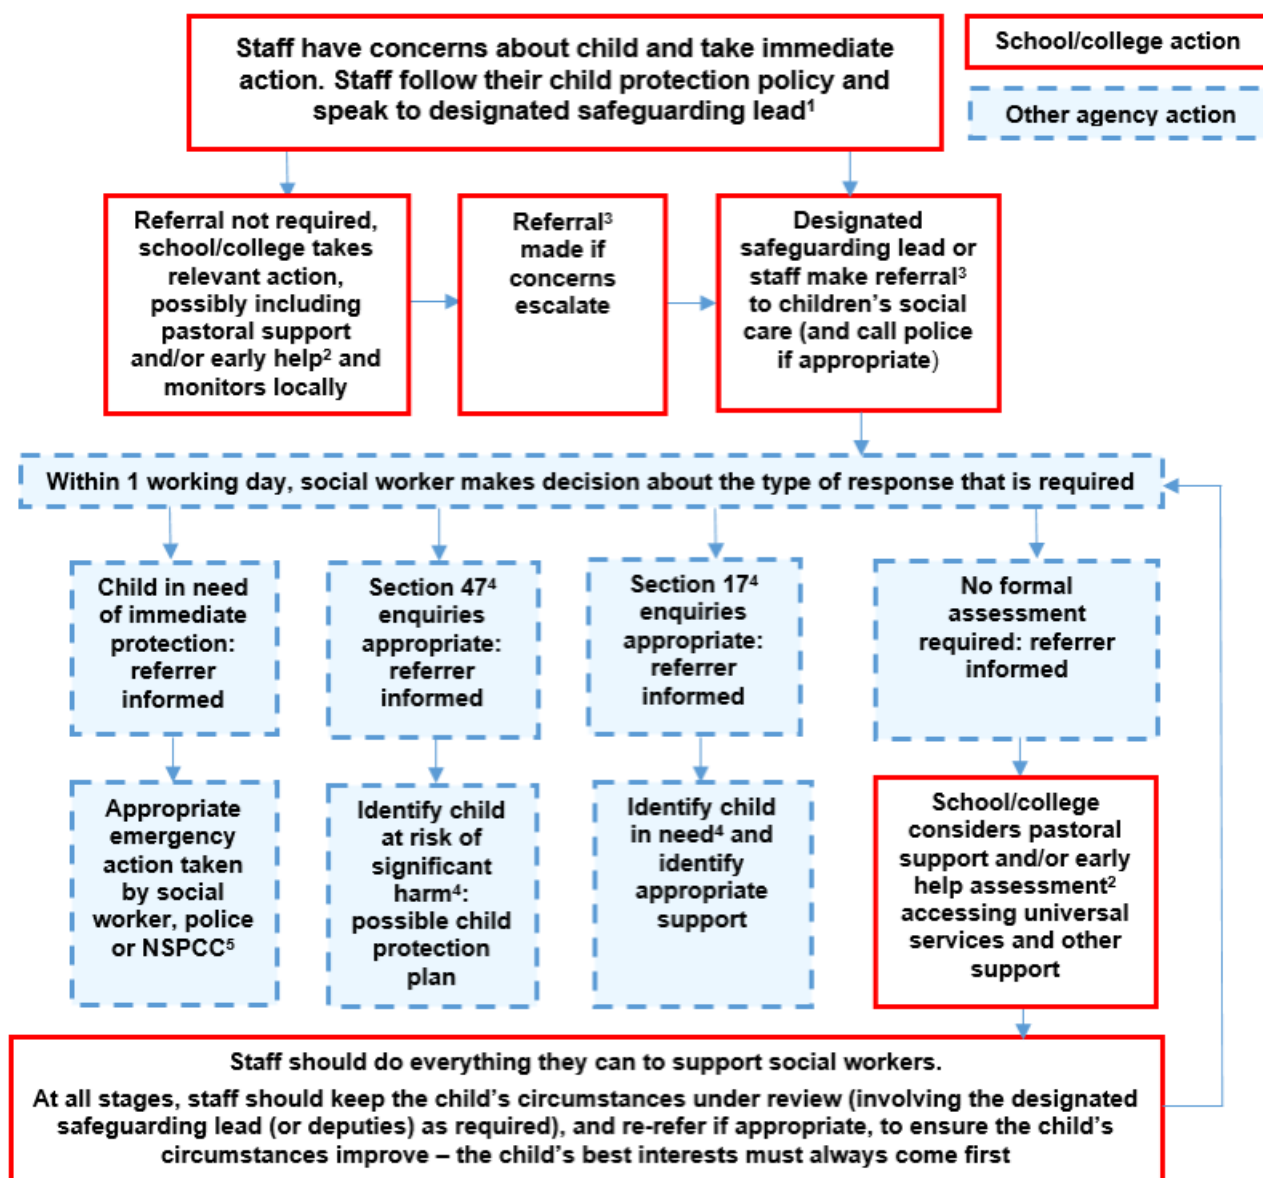 Staff have concerns about child and take immediate
action. Staff follow their child protection policy and
speak to designated safeguarding lead¹
School/college action
Other agency action
Referral not required,
school/college takes
relevant action,
possibly including
pastoral support
and/or early help² and
monitors locally
Referral³
made if
concerns
escalate
Designated
safeguarding lead or
staff make referral³
to children’s social
care (and call police
if appropriate)
Within 1 working day, social worker makes decision about the type of response that is required
Child in need
of immediate
protection:
referrer
informed
Section 47⁴
enquiries
appropriate:
referrer
informed
Section 17⁴
enquiries
appropriate:
referrer
informed
No formal
assessment
required: referrer
informed
Appropriate
emergency
action taken
by social
worker, police
or NSPCC⁵
Identify child
at risk of
significant
harm⁴:
possible child
protection
plan
Identify child
in need⁴ and
identify
appropriate
support
School/college
considers pastoral
support and/or early
help assessment²
accessing universal
services and other
support
Staff should do everything they can to support social workers.
At all stages, staff should keep the child’s circumstances under review (involving the designated
safeguarding lead (or deputies) as required), and re-refer if appropriate, to ensure the child’s
circumstances improve – the child’s best interests must always come first